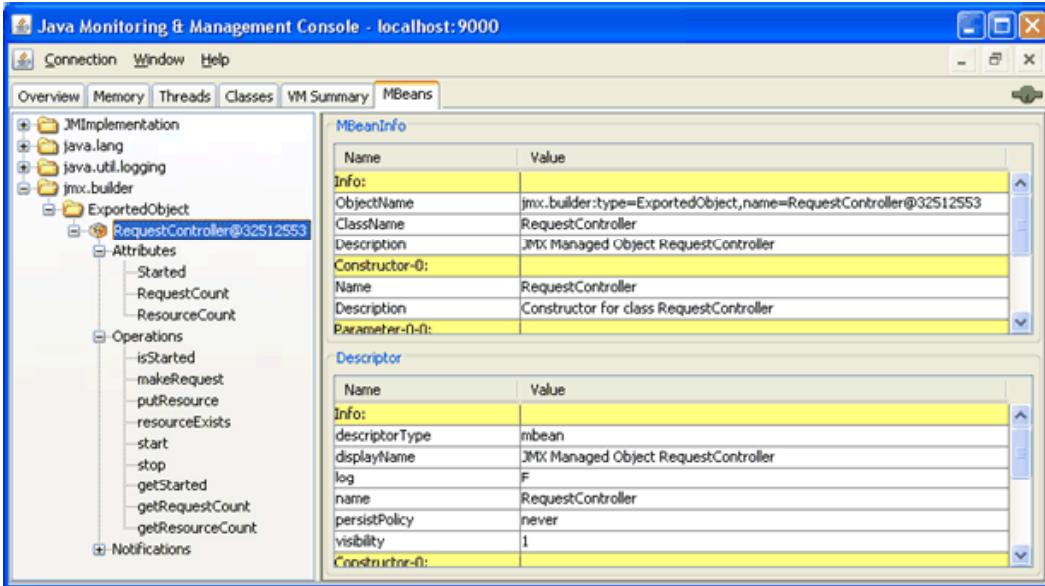 Java Monitoring & Management Console - localhost:9000
Connection Window Help
Overview Memory Threads Classes VM Summary MBeans
JMImplementation
java.lang
java.util.logging
jmx.builder
ExportedObject
RequestController@32512553
Attributes
Started
RequestCount
ResourceCount
Operations
isStarted
makeRequest
putResource
resourceExists
start
stop
getStarted
getRequestCount
getResourceCount
Notifications
MBeanInfo
Name Value
Info:
ObjectName jmx.builder:type=ExportedObject,name=RequestController@32512553
ClassName RequestController
Description JMX Managed Object RequestController
Constructor-0:
Name RequestController
Description Constructor for class RequestController
Parameter-0-0:
Descriptor
Name Value
Info:
descriptorType mbean
displayName JMX Managed Object RequestController
log F
name RequestController
persistPolicy never
visibility 1
Constructor-0: